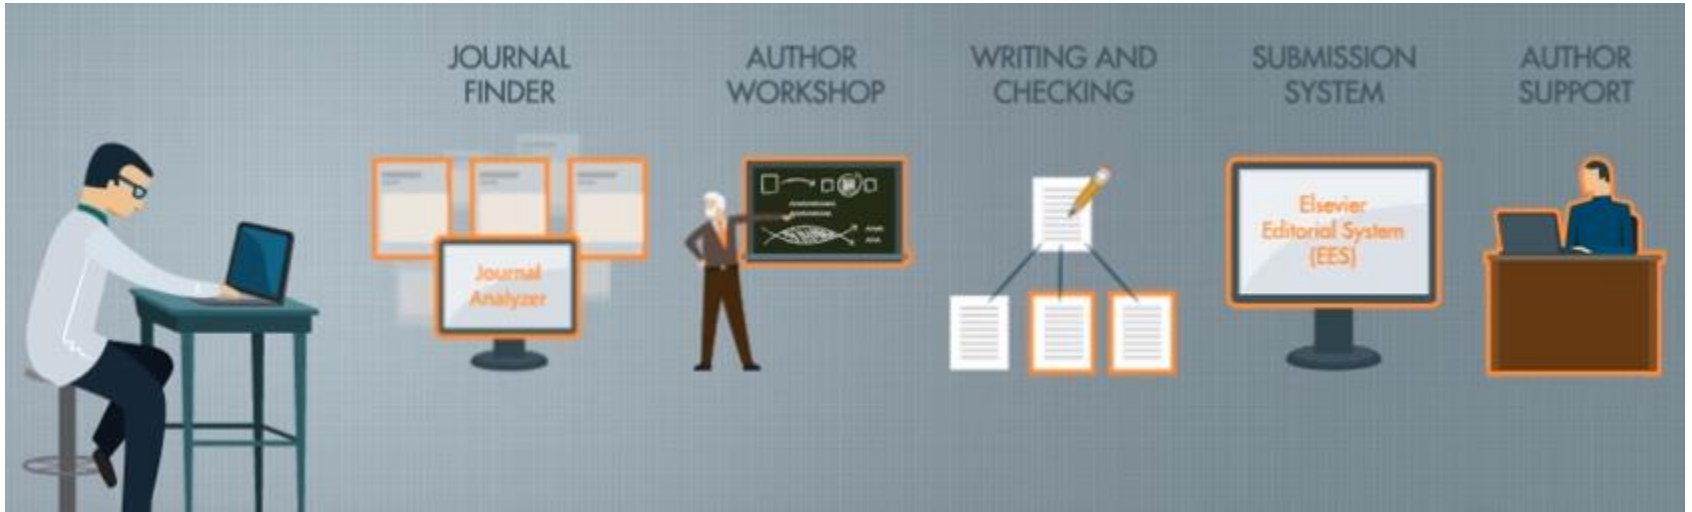 JOURNAL
FINDER
AUTHOR
WORKSHOP
WRITING AND
CHECKING
SUBMISSION
SYSTEM
AUTHOR
SUPPORT
Journal
Analyzer
Elsevier
Editorial System
(EES)